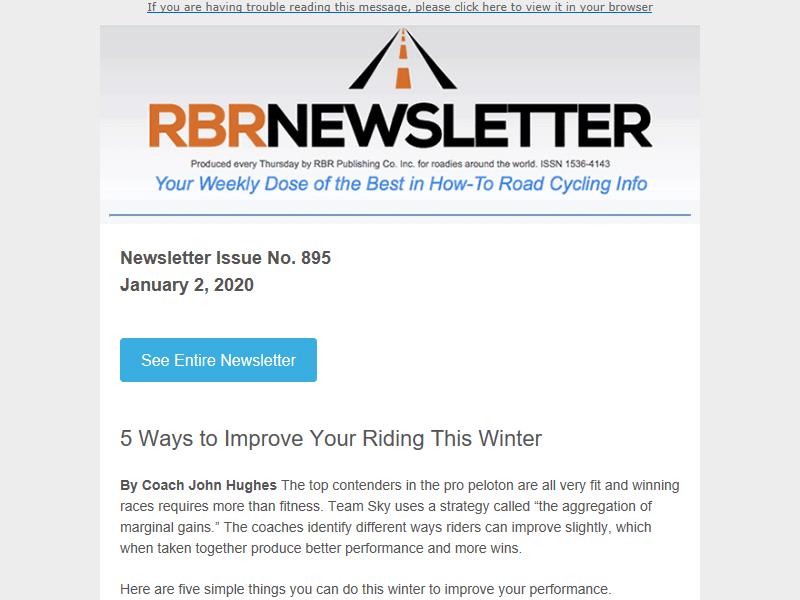 If you are having trouble reading this message, please click here to view it in your browser
RBRNEWSLETTER
Produced every Thursday by RBR Publishing Co. Inc. for roadies around the world. ISSN 1536-4143
Your Weekly Dose of the Best in How-To Road Cycling Info
Newsletter Issue No. 895
January 2, 2020
See Entire Newsletter
5 Ways to Improve Your Riding This Winter
By Coach John Hughes The top contenders in the pro peloton are all very fit and winning
races requires more than fitness. Team Sky uses a strategy called “the aggregation of
marginal gains.” The coaches identify different ways riders can improve slightly, which
when taken together produce better performance and more wins.
Here are five simple things you can do this winter to improve your performance.